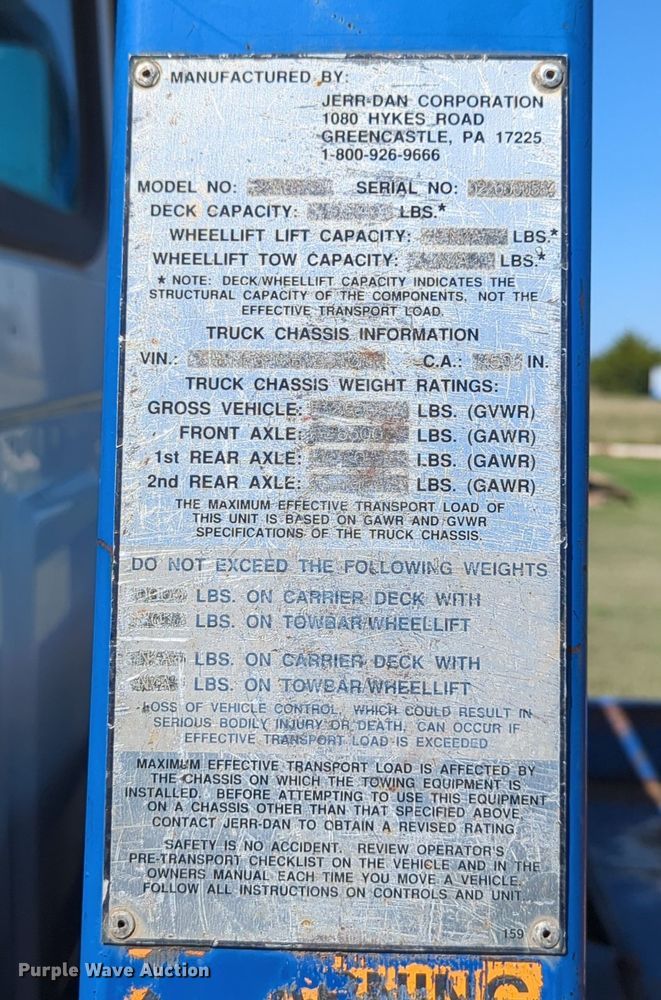 MANUFACTURED BY:
JERR-DAN CORPORATION
1080 HYKES ROAD
GREENCASTLE, PA 17225
1-800-926-9666
MODEL NO: SERIAL NO:
DECK CAPACITY: LBS.*
WHEELLIFT LIFT CAPACITY: LBS.*
WHEELLIFT TOW CAPACITY: LBS.*
* NOTE: DECK/WHEELLIFT CAPACITY INDICATES THE
STRUCTURAL CAPACITY OF THE COMPONENTS, NOT THE
EFFECTIVE TRANSPORT LOAD.
TRUCK CHASSIS INFORMATION
VIN.: C.A.: IN.
TRUCK CHASSIS WEIGHT RATINGS:
GROSS VEHICLE: LBS. (GVWR)
FRONT AXLE: LBS. (GAWR)
1st REAR AXLE: LBS. (GAWR)
2nd REAR AXLE: LBS. (GAWR)
THE MAXIMUM EFFECTIVE TRANSPORT LOAD OF
THIS UNIT IS BASED ON GAWR AND GVWR
SPECIFICATIONS OF THE TRUCK CHASSIS.
DO NOT EXCEED THE FOLLOWING WEIGHTS
LBS. ON CARRIER DECK WITH
LBS. ON TOWBAR/WHEELLIFT
LBS. ON CARRIER DECK WITH
LBS. ON TOWBAR/WHEELLIFT
LOSS OF VEHICLE CONTROL, WHICH COULD RESULT IN
SERIOUS BODILY INJURY OR DEATH, CAN OCCUR IF
EFFECTIVE TRANSPORT LOAD IS EXCEEDED
MAXIMUM EFFECTIVE TRANSPORT LOAD IS AFFECTED BY
THE CHASSIS ON WHICH THE TOWING EQUIPMENT IS
INSTALLED. BEFORE ATTEMPTING TO USE THIS EQUIPMENT
ON A CHASSIS OTHER THAN THAT SPECIFIED ABOVE,
CONTACT JERR-DAN TO OBTAIN A REVISED RATING.
SAFETY IS NO ACCIDENT. REVIEW OPERATOR'S
PRE-TRANSPORT CHECKLIST ON THE VEHICLE AND IN THE
OWNERS MANUAL EACH TIME YOU MOVE A VEHICLE.
FOLLOW ALL INSTRUCTIONS ON CONTROLS AND UNIT.
159
Purple Wave Auction